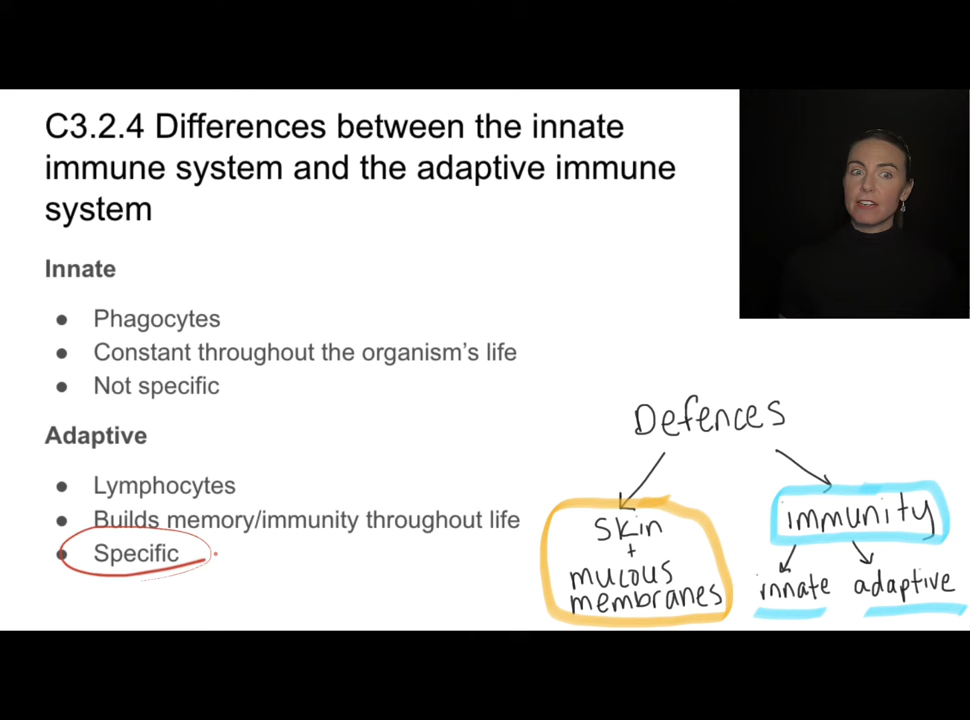 C3.2.4 Differences between the innate
immune system and the adaptive immune
system
Innate
● Phagocytes
● Constant throughout the organism's life
● Not specific
Adaptive
● Lymphocytes
● Builds memory/immunity throughout life
● Specific
Defences
skin
+
mucous
membranes
immunity
innate
adaptive